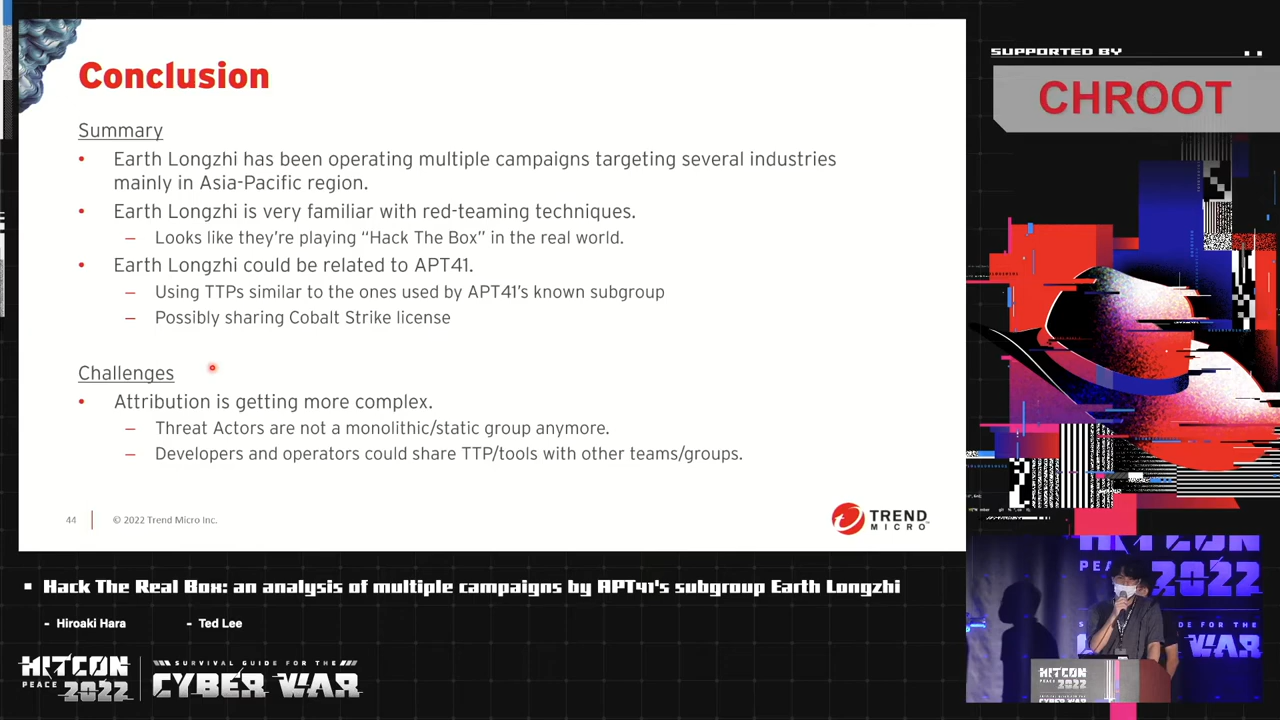 Conclusion
Summary
• Earth Longzhi has been operating multiple campaigns targeting several industries
mainly in Asia-Pacific region.
• Earth Longzhi is very familiar with red-teaming techniques.
– Looks like they're playing “Hack The Box” in the real world.
• Earth Longzhi could be related to APT41.
– Using TTPs similar to the ones used by APT41's known subgroup
– Possibly sharing Cobalt Strike license
Challenges
• Attribution is getting more complex.
– Threat Actors are not a monolithic/static group anymore.
– Developers and operators could share TTP/tools with other teams/groups.
44
© 2022 Trend Micro Inc.
TREND
MICRO
SUPPORTED BY
CHROOT
Hack The Real Box: an analysis of multiple campaigns by APT41's subgroup Earth Longzhi
- Hiroaki Hara
- Ted Lee
HITCON
PEACE 2022
SURVIVAL GUIDE FOR THE
CYBER WAR
2022
WAR
HITCON
2022